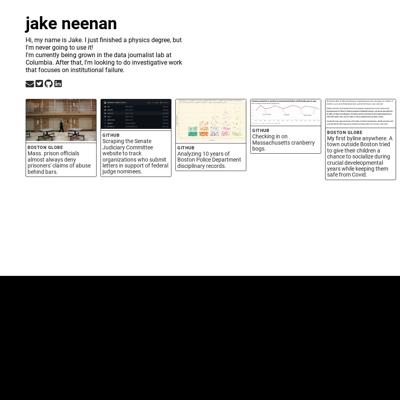 jake neenan
Hi, my name is Jake. I just finished a physics degree, but
I'm never going to use it!
I'm currently being grown in the data journalist lab at
Columbia. After that, I'm looking to do investigative work
that focuses on institutional failure.
BOSTON GLOBE
Mass. prison officials
almost always deny
prisoners' claims of abuse
behind bars.
GITHUB
Scraping the Senate
Judiciary Committee
website to track
organizations who submit
letters in support of federal
judge nominees.
GITHUB
Analyzing 10 years of
Boston Police Department
disciplinary records.
GITHUB
Checking in on
Massachusetts cranberry
bogs.
BOSTON GLOBE
My first byline anywhere. A
town outside Boston tried
to give their children a
chance to socialize during
crucial developmental
years while keeping them
safe from Covid.